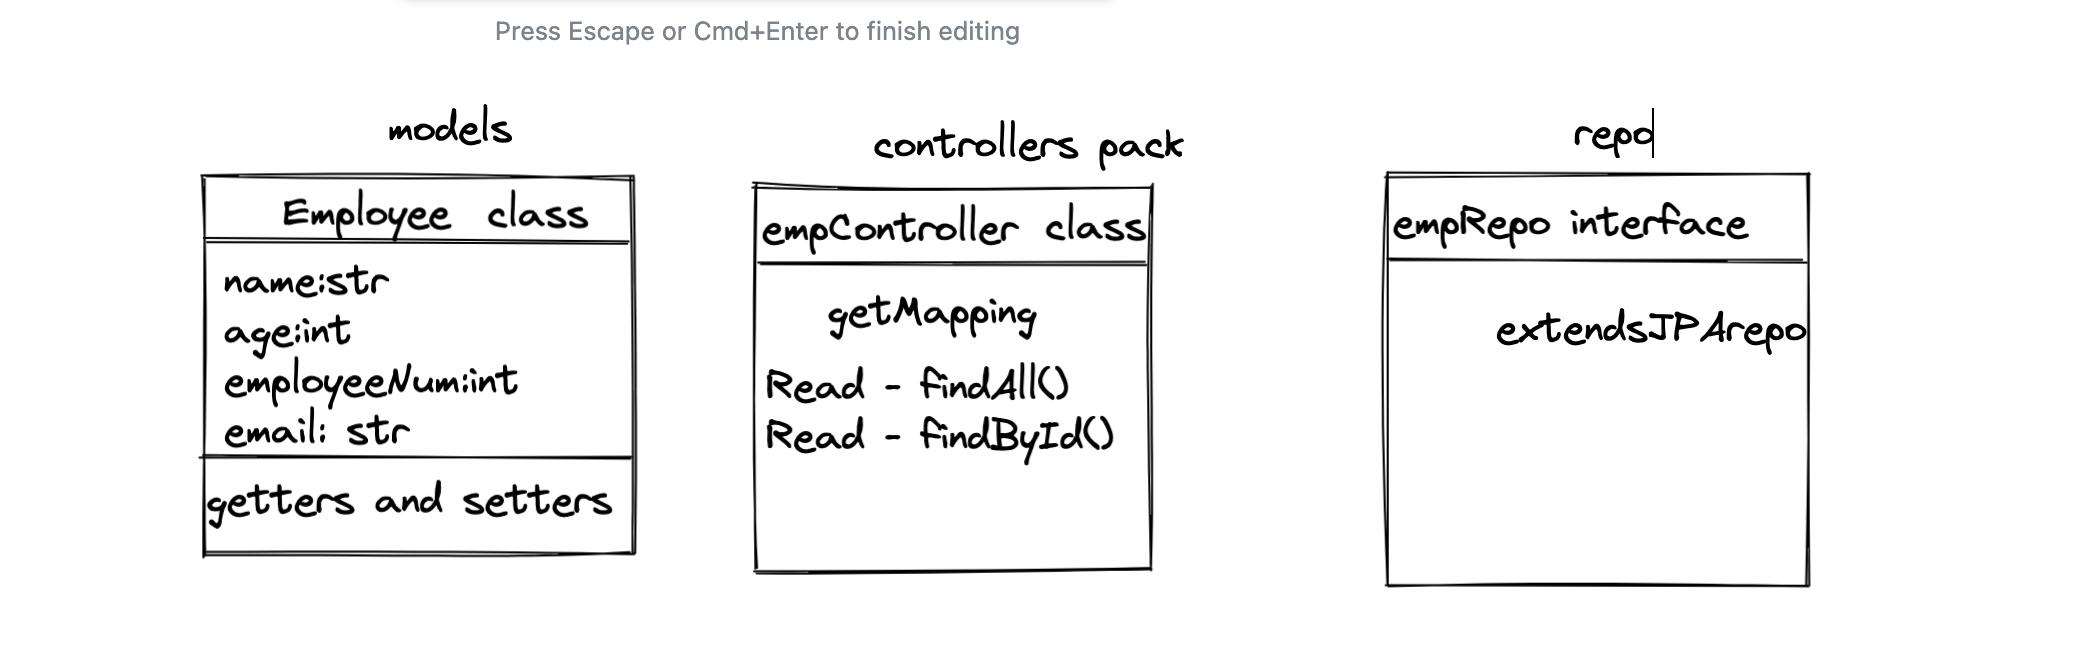 Press Escape or Cmd+Enter to finish editing
models
Employee class
name:str
age:int
employeeNum:int
email: str
getters and setters
controllers pack
empController class
getMapping
Read - findAll()
Read - findById()
repo
empRepo interface
extendsJPArepo